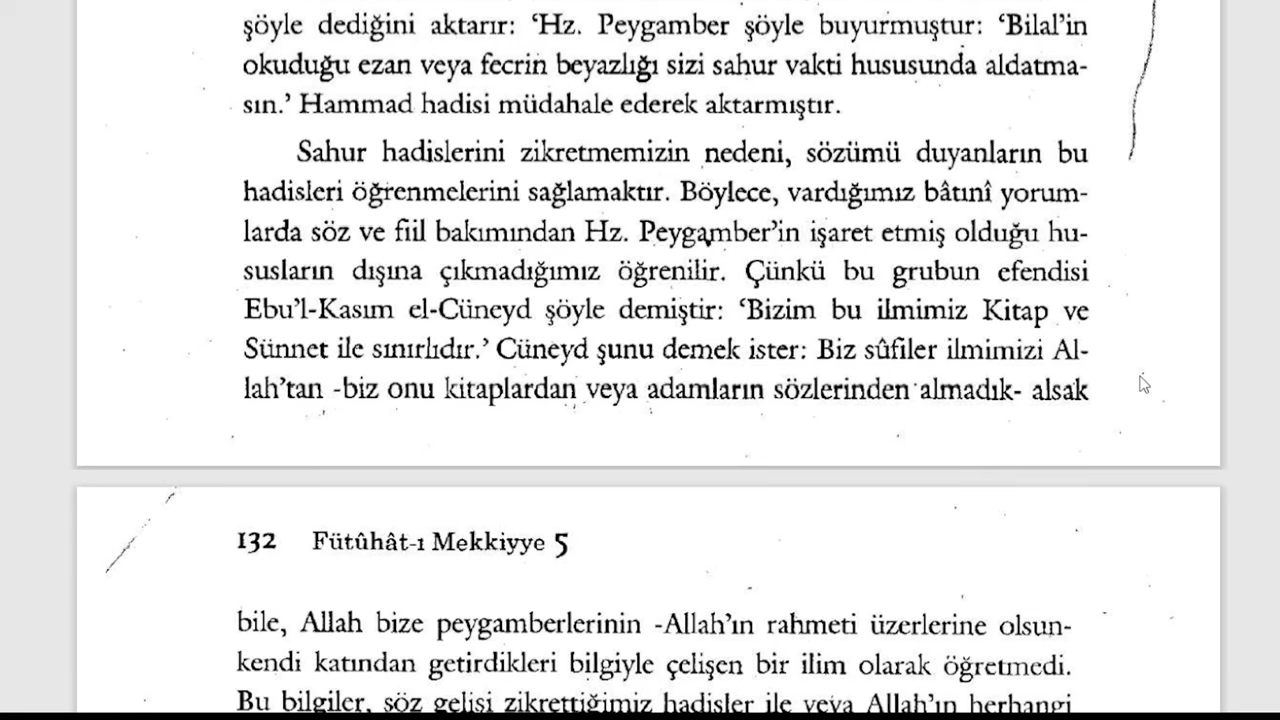 şöyle dediğini aktarır: ‘Hz. Peygamber şöyle buyurmuştur: ‘Bilal’in
okuduğu ezan veya fecrin beyazlığı sizi sahur vakti hususunda aldatma-
sın.’ Hammad hadisi müdahale ederek aktarmıştır.
Sahur hadislerini zikretmemizin nedeni, sözümü duyanların bu
hadisleri öğrenmelerini sağlamaktır. Böylece, vardığımız bâtınî yorum-
larda söz ve fiil bakımından Hz. Peygamber’in işaret etmiş olduğu hu-
susların dışına çıkmadığımız öğrenilir. Çünkü bu grubun efendisi
Ebu’l-Kasım el-Cüneyd şöyle demiştir: ‘Bizim bu ilmimiz Kitap ve
Sünnet ile sınırlıdır.’ Cüneyd şunu demek ister: Biz sûfiler ilmimizi Al-
lah’tan -biz onu kitaplardan veya adamların sözlerinden almadık- alsak
132 Fütûhât-ı Mekkiyye 5
bile, Allah bize peygamberlerinin -Allah’ın rahmeti üzerlerine olsun-
kendi katından getirdikleri bilgiyle çelişen bir ilim olarak öğretmedi.
Bu bilgiler, söz gelişi zikrettiğimiz hadisler ile veya Allah’ın herhangi